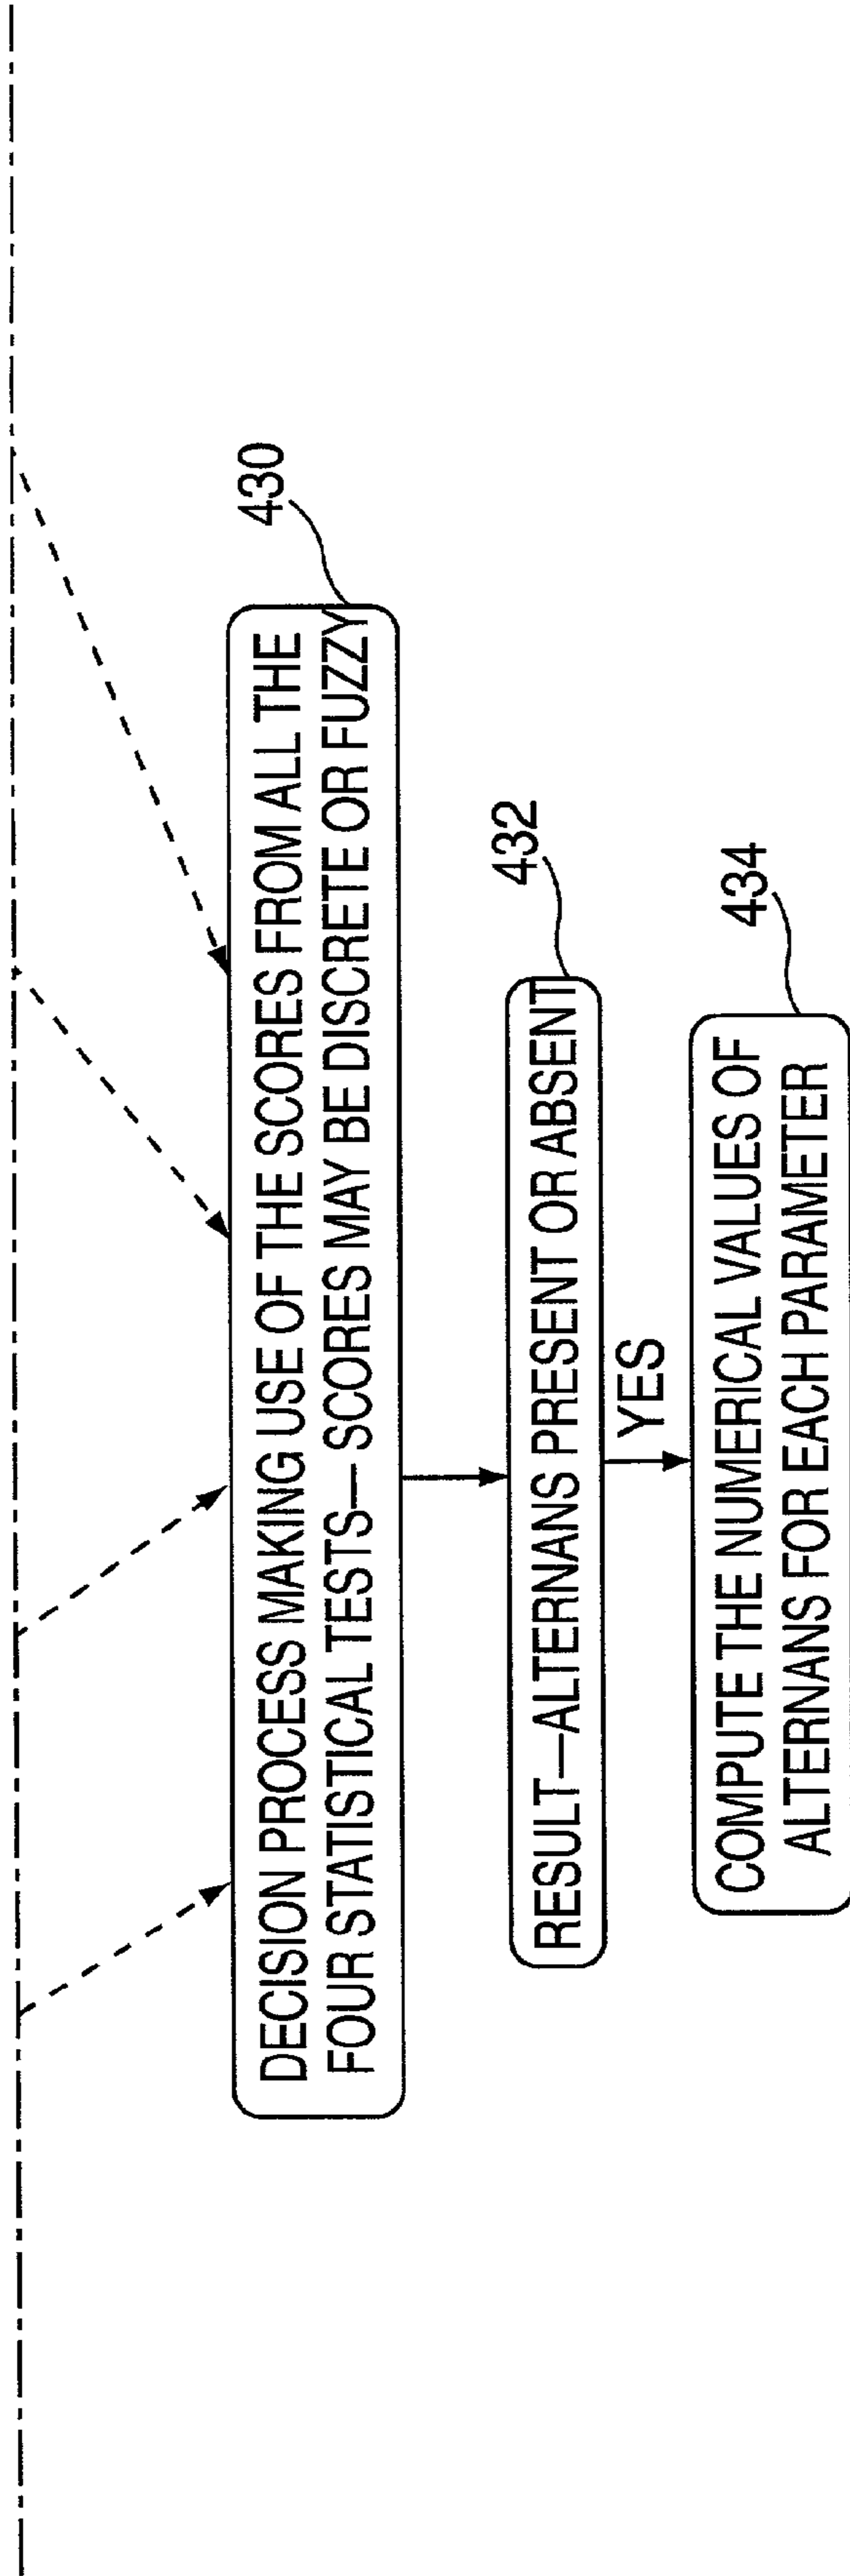 430
DECISION PROCESS MAKING USE OF THE SCORES FROM ALL THE
FOUR STATISTICAL TESTS—SCORES MAY BE DISCRETE OR FUZZY
432
RESULT—ALTERNANS PRESENT OR ABSENT
YES
434
COMPUTE THE NUMERICAL VALUES OF
ALTERNANS FOR EACH PARAMETER